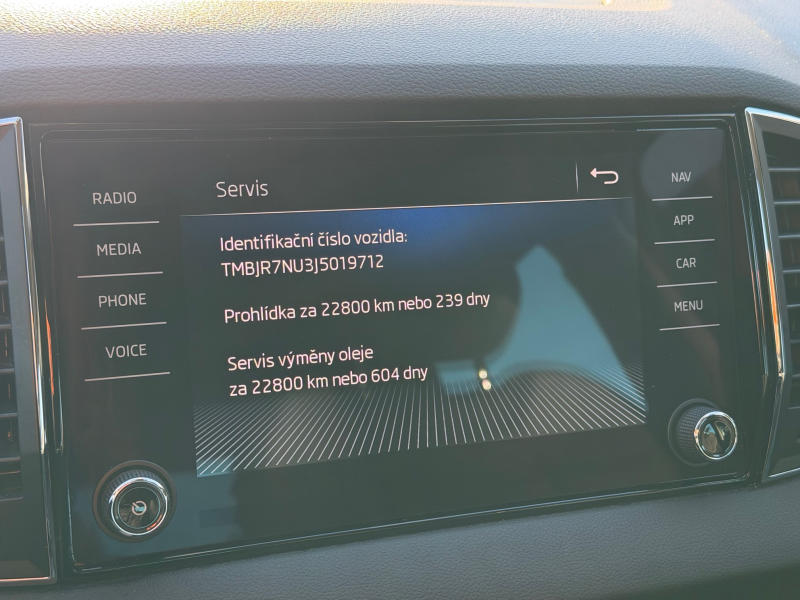 RADIO
MEDIA
PHONE
VOICE
Servis
Identifikační číslo vozidla:
TMBJR7NU3J5019712
Prohlídka za 22800 km nebo 239 dny
Servis výměny oleje
za 22800 km nebo 604 dny
NAV
APP
CAR
MENU